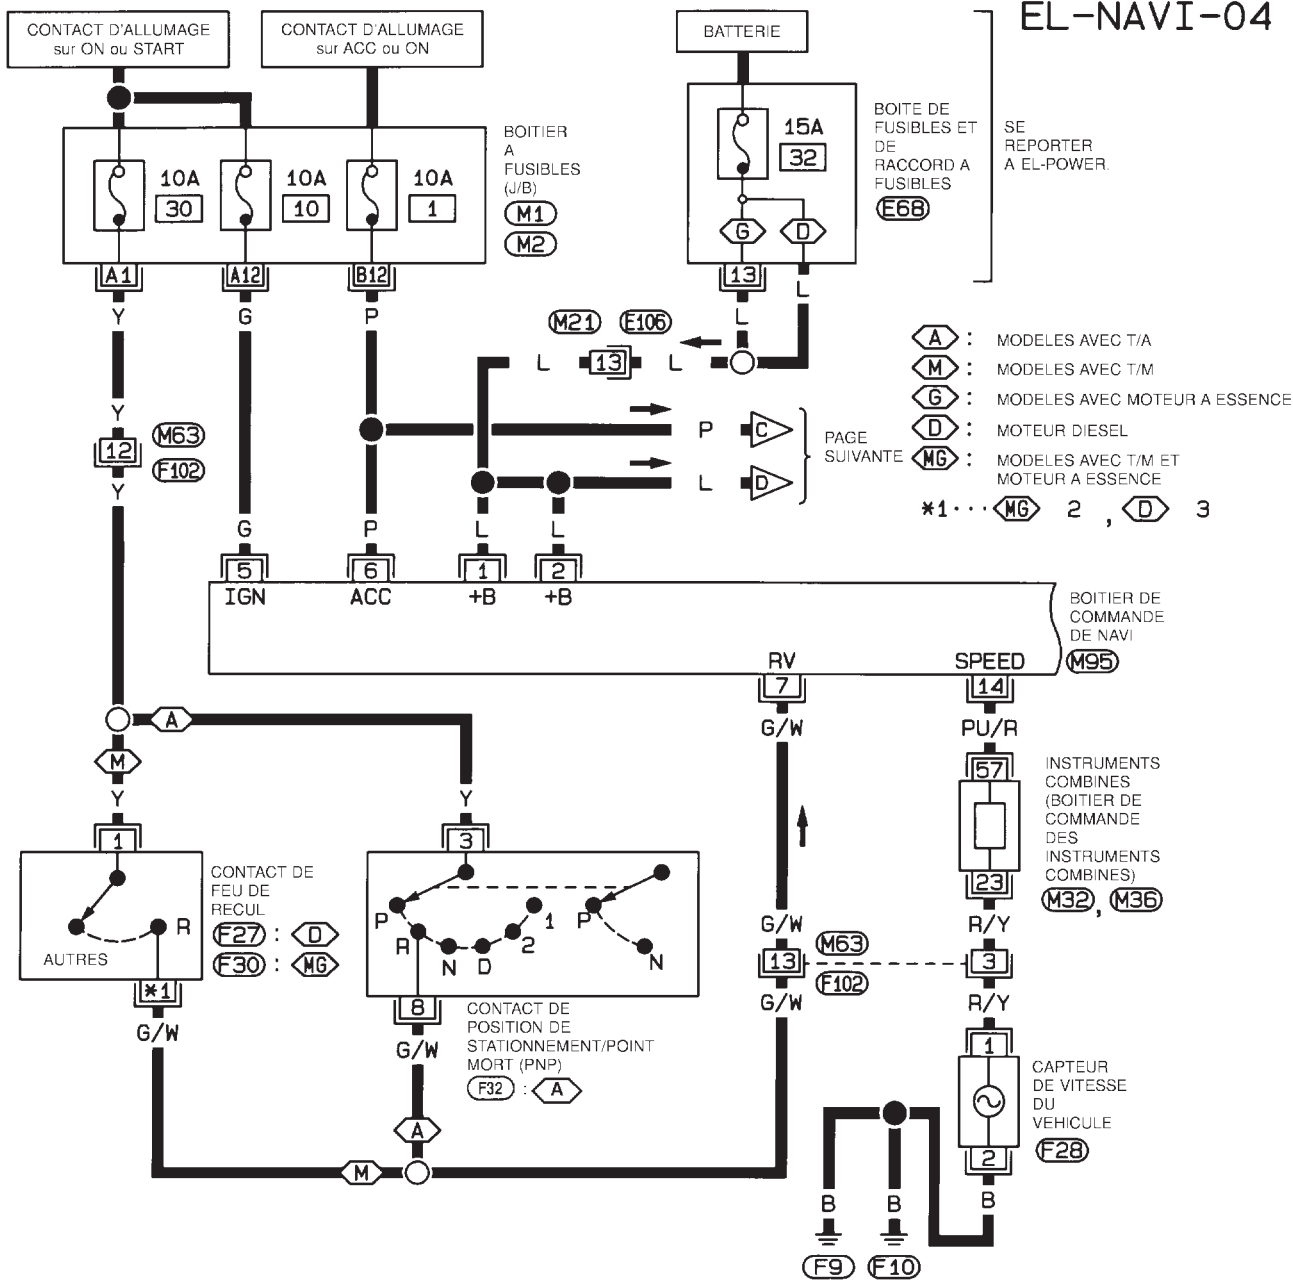 EL-NAVI-04
CONTACT D'ALLUMAGE
sur ON ou START
CONTACT D'ALLUMAGE
sur ACC ou ON
BATTERIE
BOITIER
A
FUSIBLES
(J/B)
M1
M2
10A
30
10A
10
10A
1
15A
32
G
D
BOITE DE
FUSIBLES ET
DE
RACCORD A
FUSIBLES
E68
SE
REPORTER
A EL-POWER.
A1
A12
B12
13
Y
G
P
L
L
M21
E106
L
13
L
A : MODELES AVEC T/A
M : MODELES AVEC T/M
G : MODELES AVEC MOTEUR A ESSENCE
D : MOTEUR DIESEL
MG : MODELES AVEC T/M ET
MOTEUR A ESSENCE
*1··· MG 2 , D 3
P
C
L
D
PAGE
SUIVANTE
Y
12
M63
F102
Y
G
P
L
L
5
6
1
2
IGN
ACC
+B
+B
BOITIER DE
COMMANDE
DE NAVI
M95
RV
SPEED
7
14
G/W
PU/R
A
M
Y
Y
1
3
57
INSTRUMENTS
COMBINES
(BOITIER DE
COMMANDE
DES
INSTRUMENTS
COMBINES)
M32, M36
23
R/Y
R
AUTRES
CONTACT DE
FEU DE
RECUL
F27 : D
F30 : MG
P
R
N
D
2
1
P
N
G/W
13
M63
F102
3
G/W
R/Y
*1
G/W
8
G/W
CONTACT DE
POSITION DE
STATIONNEMENT/POINT
MORT (PNP)
F32 : A
A
M
1
CAPTEUR
DE VITESSE
DU
VEHICULE
F28
2
B
B
B
F9
F10